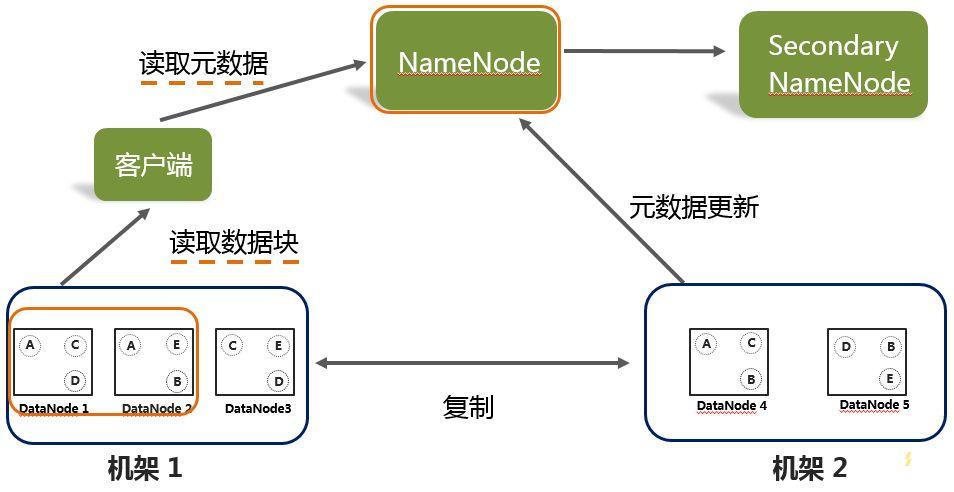 读取元数据
NameNode
Secondary
NameNode
客户端
读取数据块
元数据更新
A C
D
DataNode 1
A E
B
DataNode 2
C E
D
DataNode3
复制
A C
B
DataNode 4
D B
E
DataNode 5
机架 1
机架 2